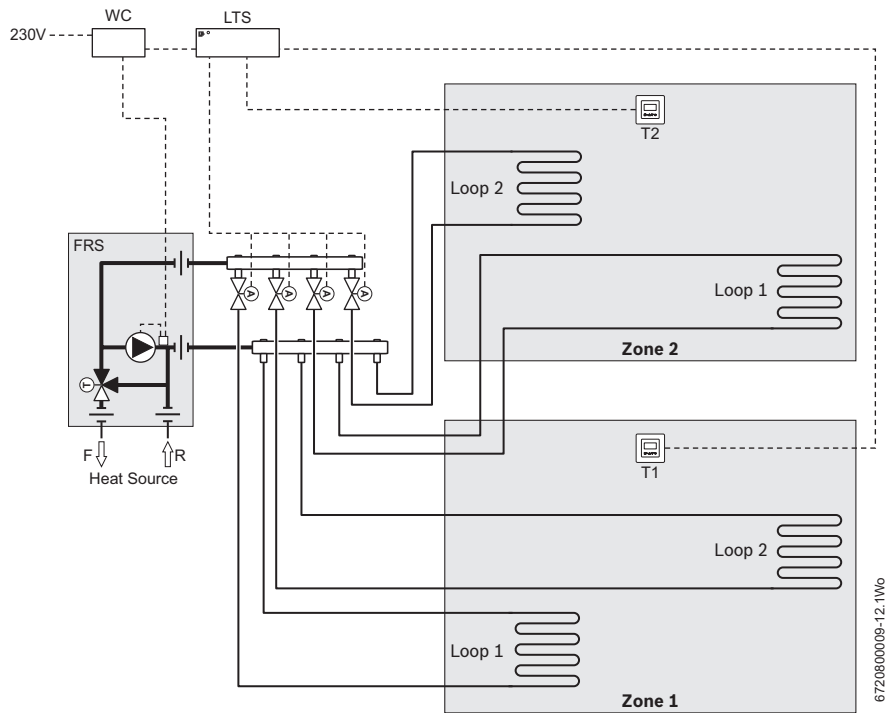 WC
LTS
230V
T2
Loop 2
FRS
A
A
A
A
Loop 1
Zone 2
T
F
R
Heat Source
T1
Loop 2
Loop 1
Zone 1
6720800009-12.1Wo